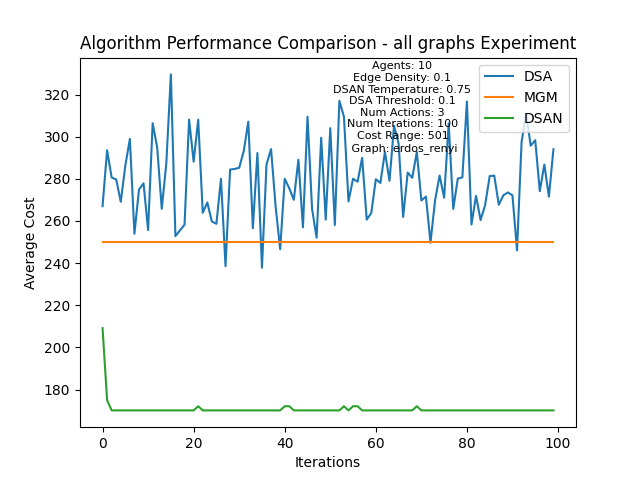 Algorithm Performance Comparison - all graphs Experiment
Agents: 10
Edge Density: 0.1
DSAN Temperature: 0.75
DSA Threshold: 0.1
Num Actions: 3
Num Iterations: 100
Cost Range: 501
Graph: erdos_renyi
DSA
MGM
DSAN
Average Cost
320
300
280
260
240
220
200
180
0 20 40 60 80 100
Iterations